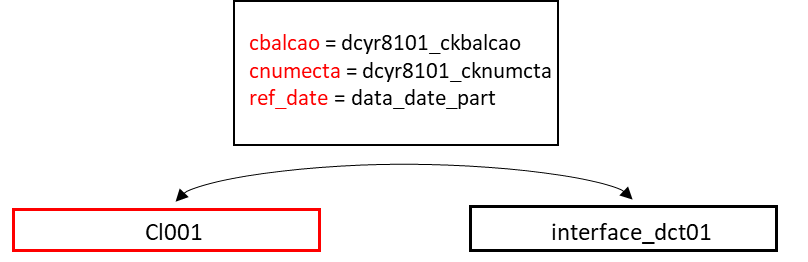 cbalcao = dcyr8101_ckbalcao
cnumecta = dcyr8101_cknumcta
ref_date = data_date_part
Cl001
interface_dct01